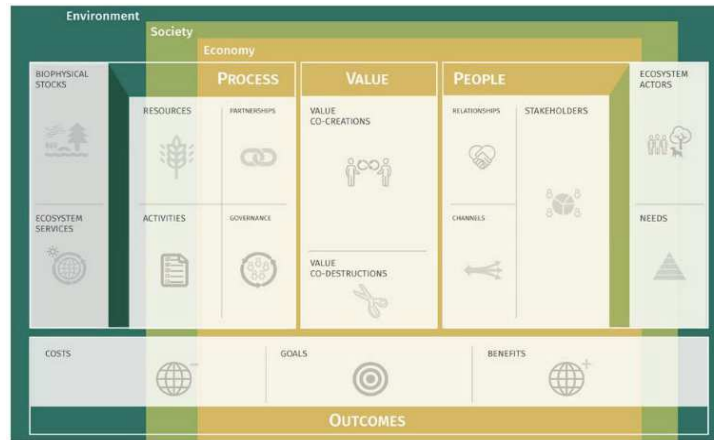 Environment
Society
Economy
BIOPHYSICAL
STOCKS
PROCESS
VALUE
PEOPLE
ECOSYSTEM
ACTORS
RESOURCES
PARTNERSHIPS
VALUE
CO-CREATIONS
RELATIONSHIPS
STAKEHOLDERS
ECOSYSTEM
SERVICES
ACTIVITIES
GOVERNANCE
VALUE
CO-DESTRUCTIONS
CHANNELS
NEEDS
COSTS
GOALS
BENEFITS
OUTCOMES